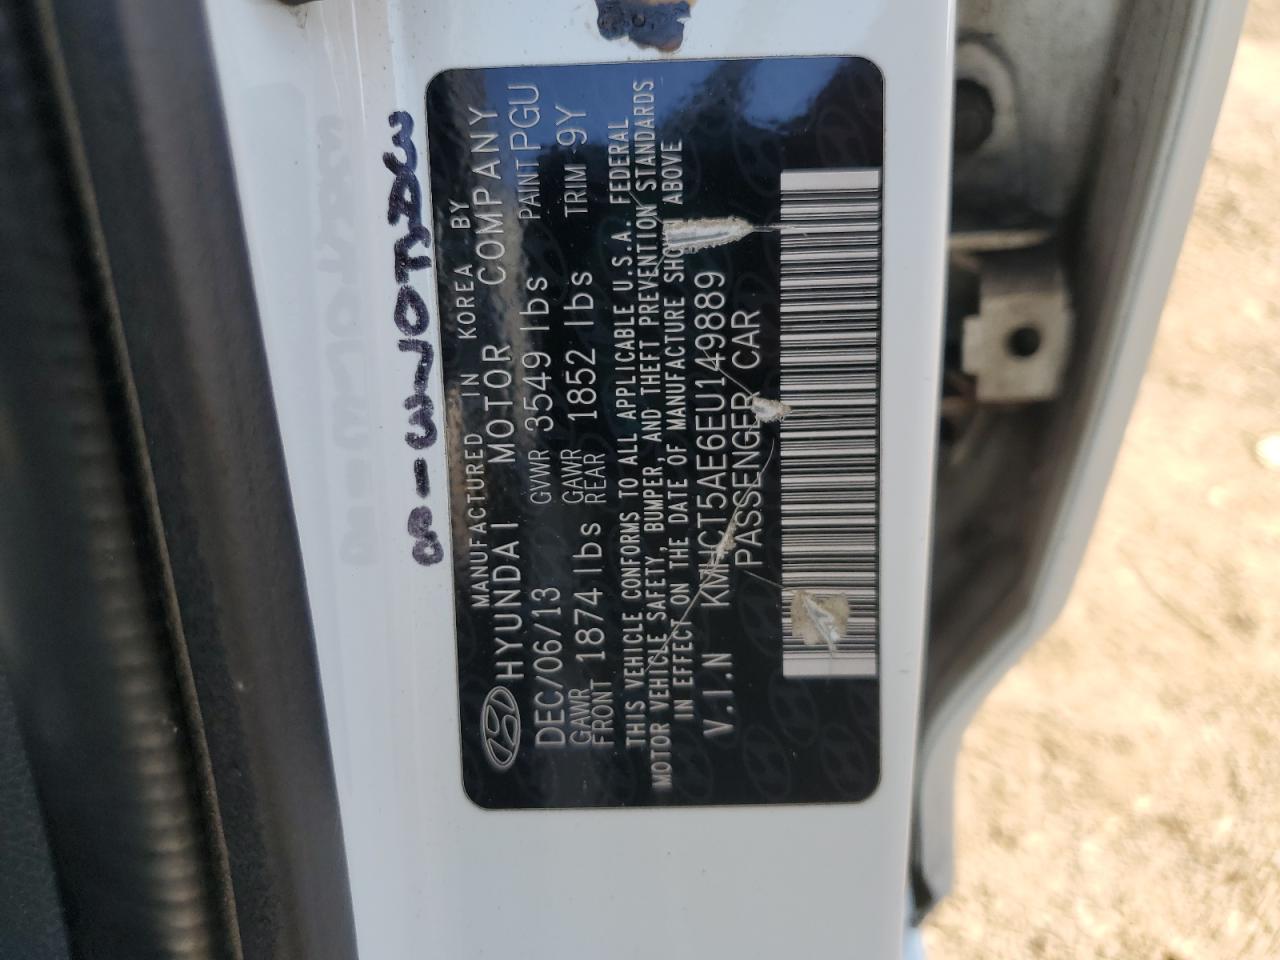 MANUFACTURED IN KOREA BY
HYUNDAI MOTOR COMPANY
DEC/06/13 GVWR 3549 lbs PAINT PGU
GAWR FRONT 1874 lbs GAWR REAR 1852 lbs TRIM 9Y
THIS VEHICLE CONFORMS TO ALL APPLICABLE U.S.A. FEDERAL
MOTOR VEHICLE SAFETY, BUMPER, AND THEFT PREVENTION STANDARDS
IN EFFECT ON THE DATE OF MANUFACTURE SHOWN ABOVE
V.I.N KMHCT5AE6EU149889
PASSENGER CAR